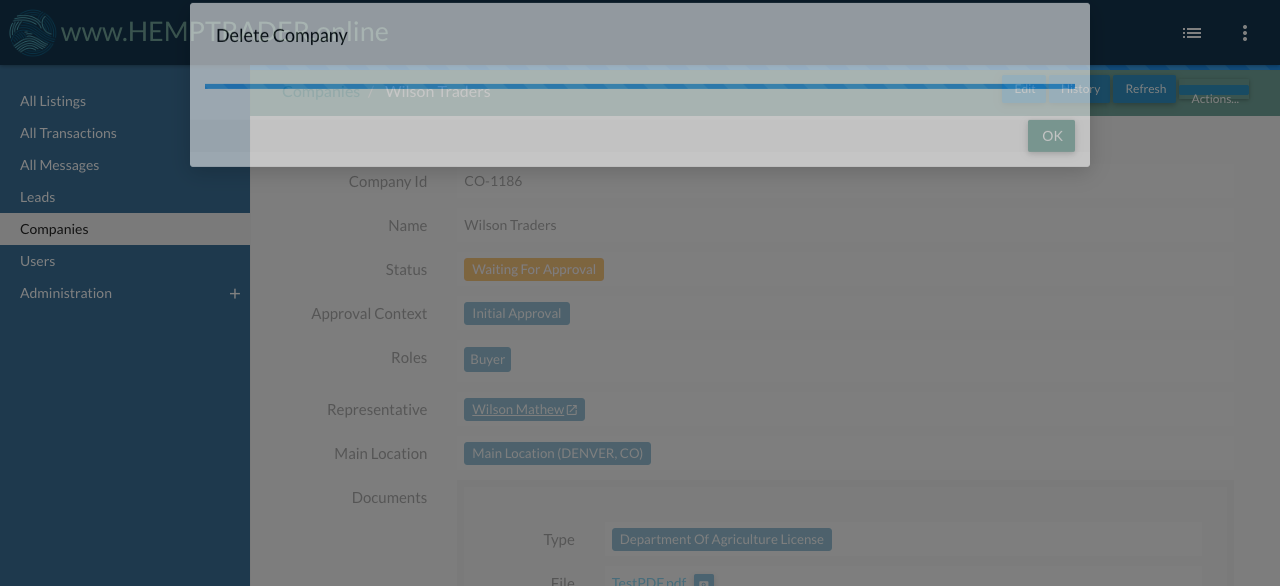 www.HEMPTRADER.online
Delete Company
Companies / Wilson Traders
Edit
History
Refresh
Actions...
OK
All Listings
All Transactions
All Messages
Leads
Companies
Users
Administration +
Company Id CO-1186
Name Wilson Traders
Status Waiting For Approval
Approval Context Initial Approval
Roles Buyer
Representative Wilson Mathew
Main Location Main Location (DENVER, CO)
Documents
Type Department Of Agriculture License
File TestPDF.pdf